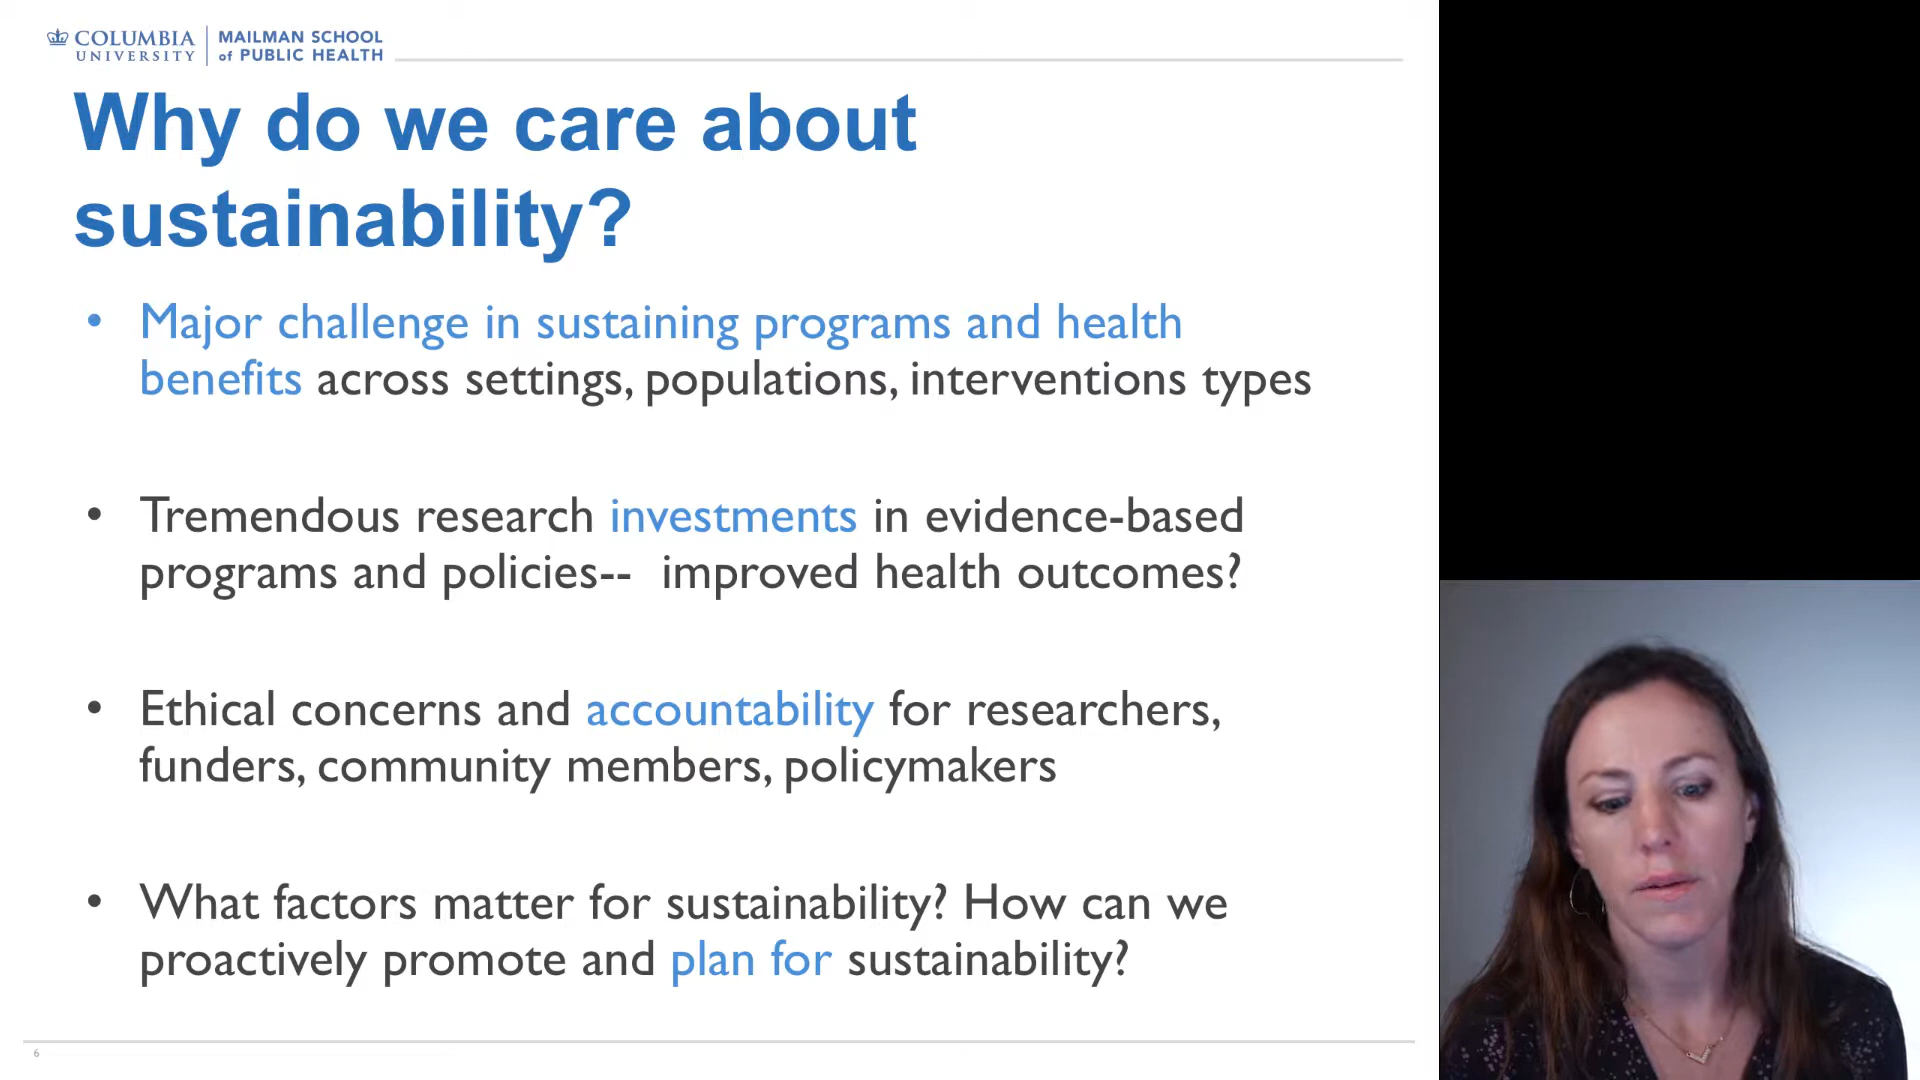 COLUMBIA
UNIVERSITY
MAILMAN SCHOOL
of PUBLIC HEALTH
Why do we care about
sustainability?
• Major challenge in sustaining programs and health
benefits across settings, populations, interventions types
• Tremendous research investments in evidence-based
programs and policies-- improved health outcomes?
• Ethical concerns and accountability for researchers,
funders, community members, policymakers
• What factors matter for sustainability? How can we
proactively promote and plan for sustainability?
6